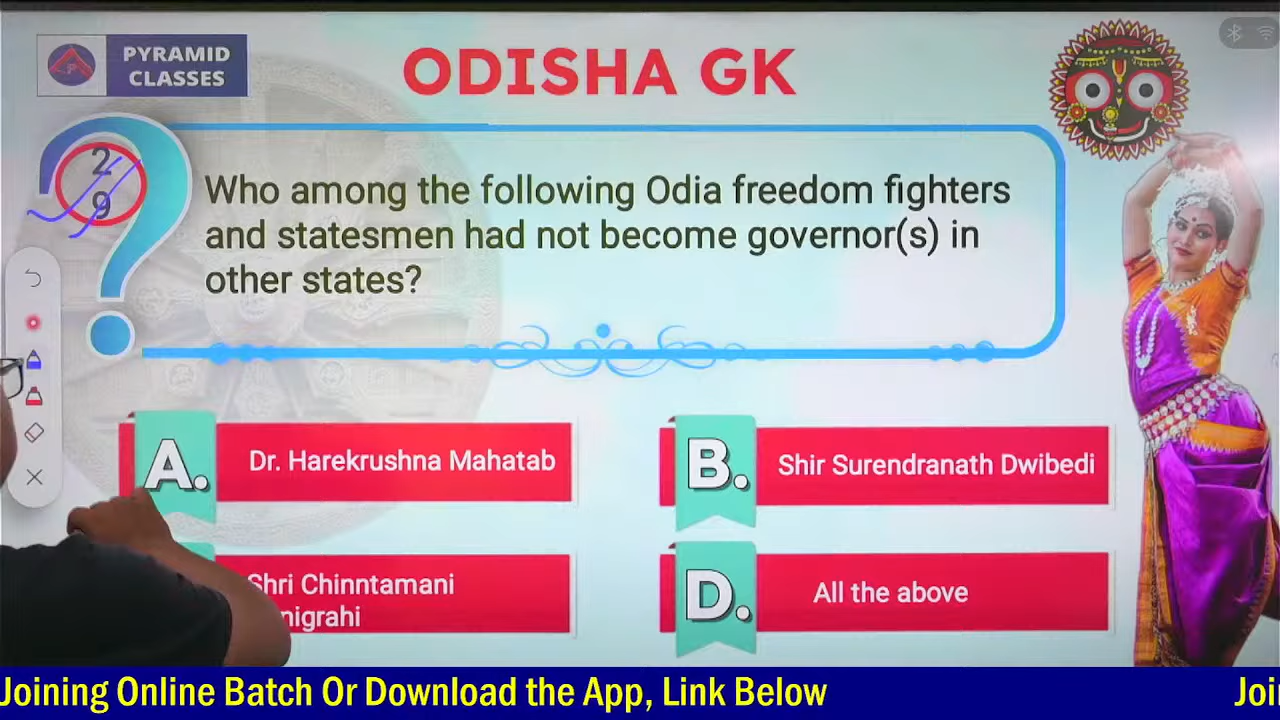 PYRAMID
CLASSES
ODISHA GK
2
9
Who among the following Odia freedom fighters
and statesmen had not become governor(s) in
other states?
A. Dr. Harekrushna Mahatab
B. Shir Surendranath Dwibedi
Shri Chinntamani
nigrahi
D. All the above
Joining Online Batch Or Download the App, Link Below
Joi